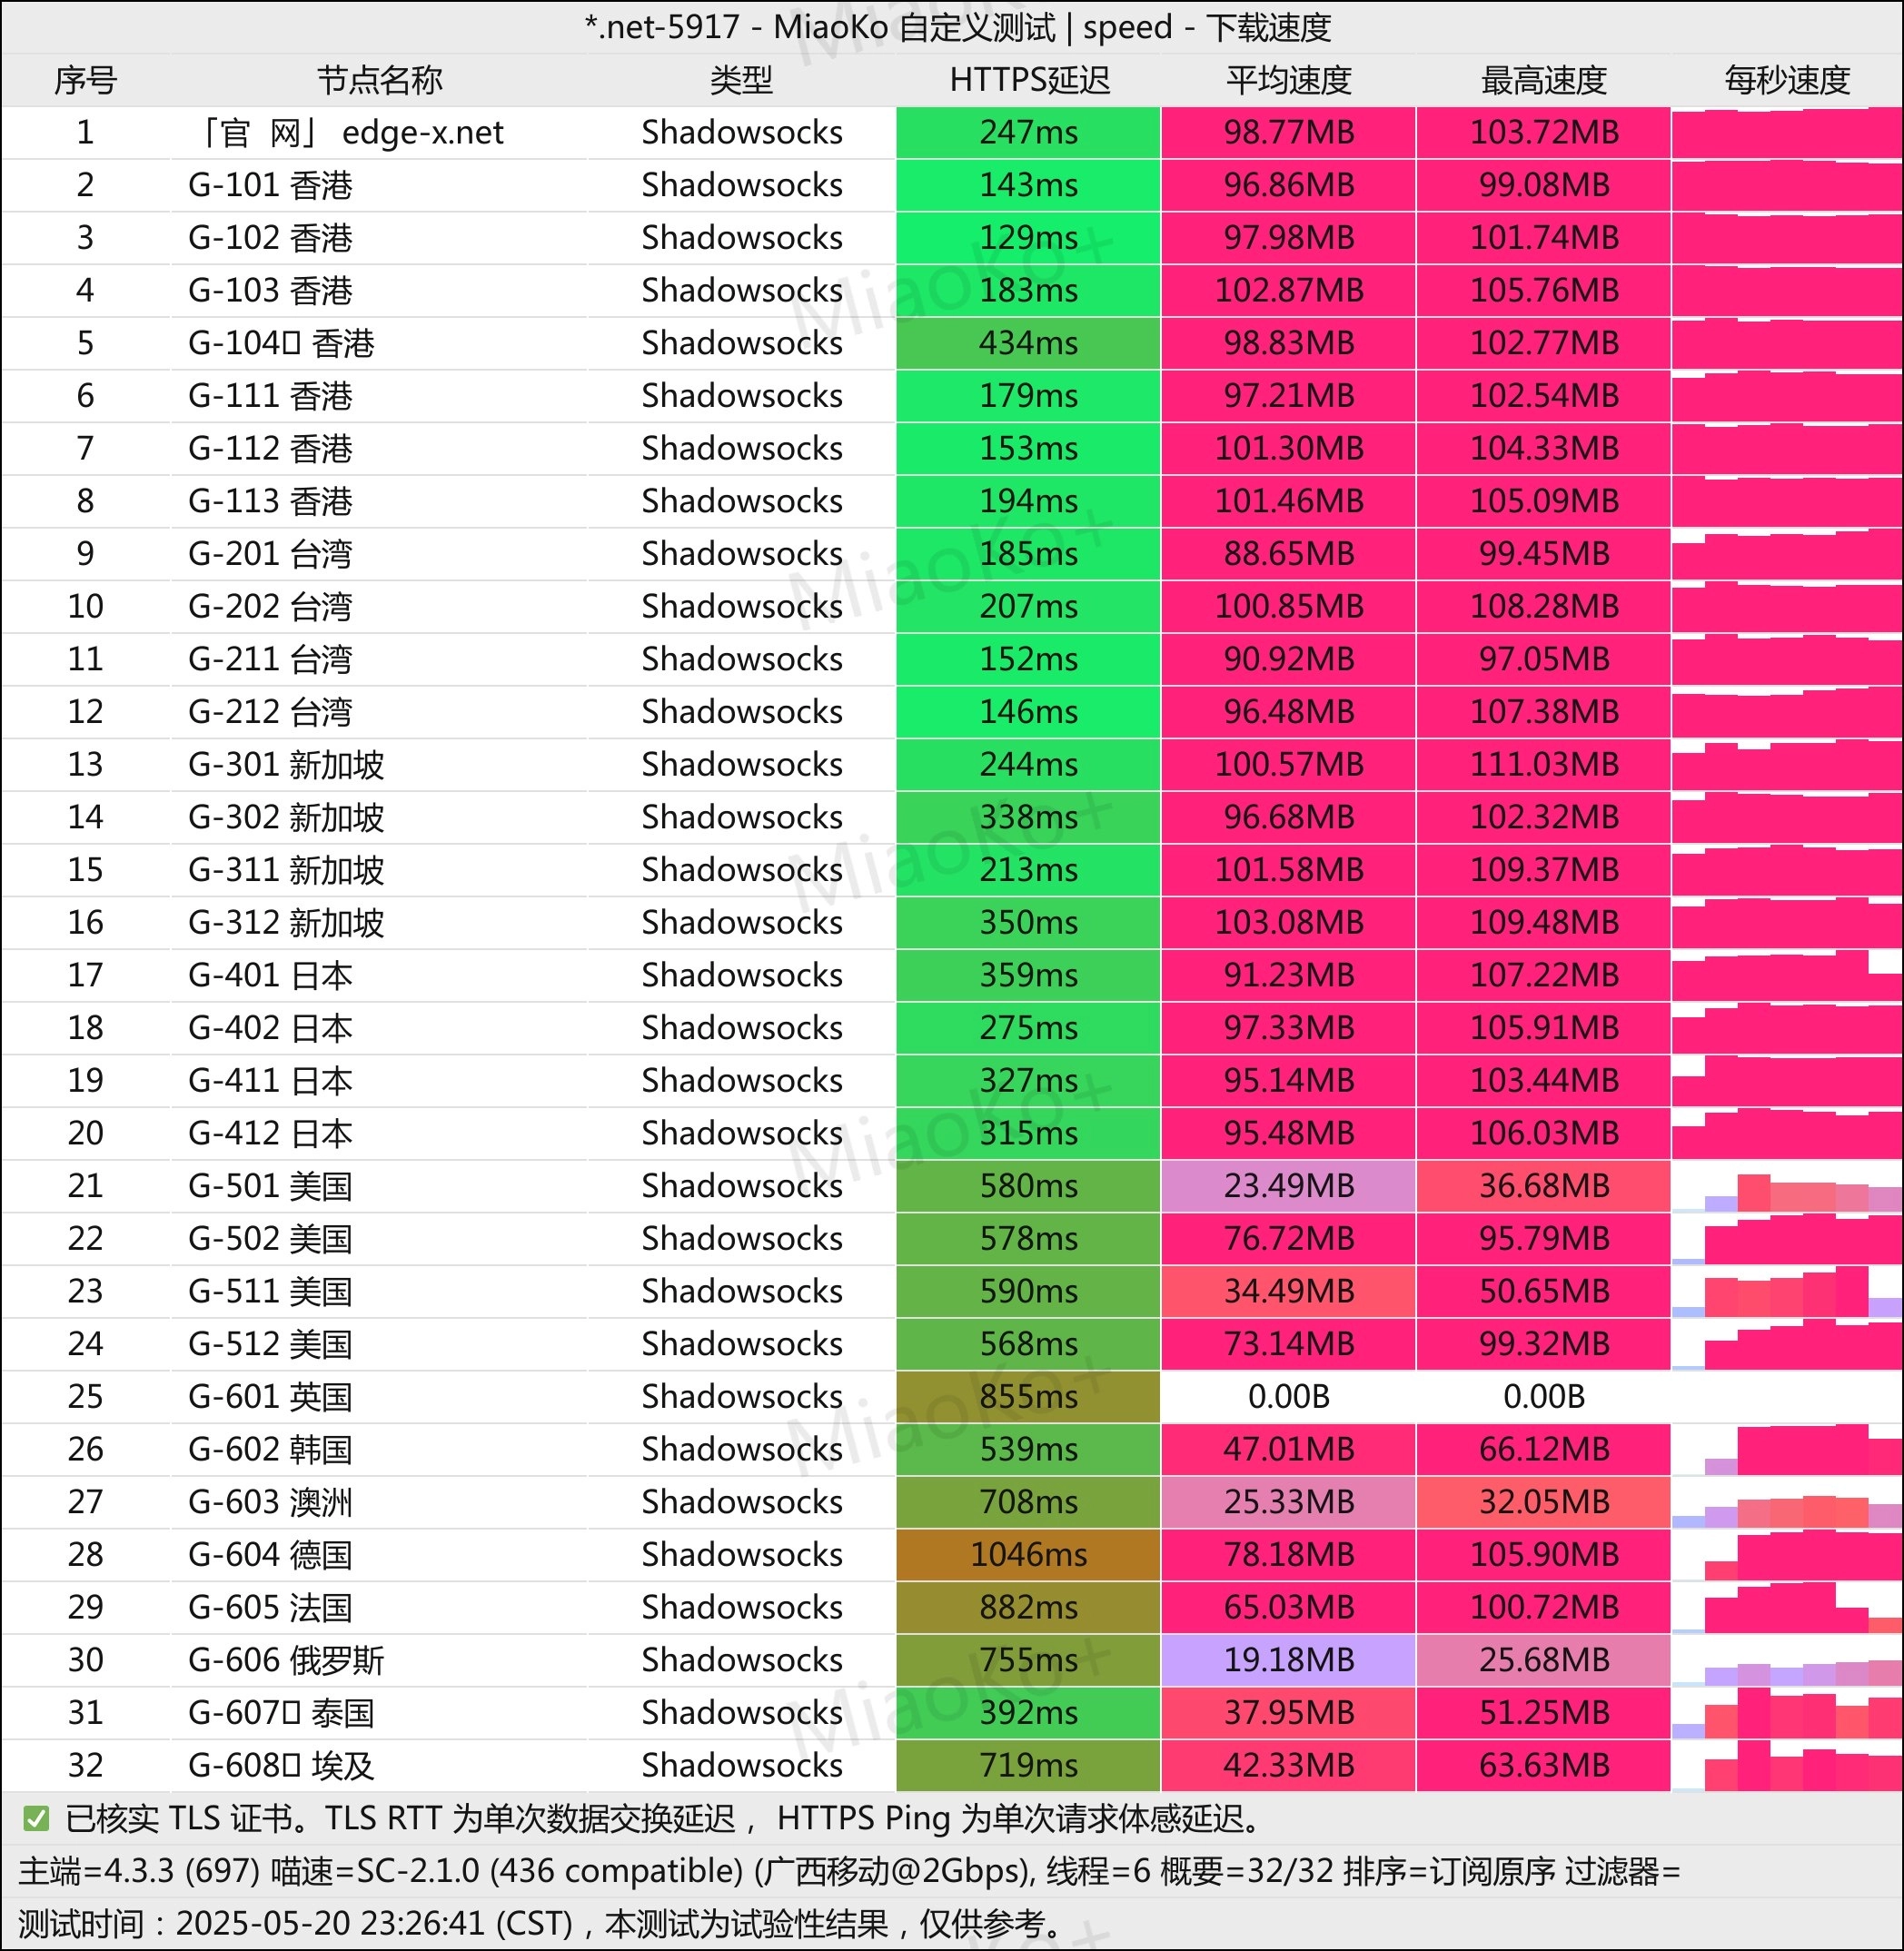 *.net-5917 - MiaoKo 自定义测试 | speed - 下载速度
序号 节点名称 类型 HTTPS延迟 平均速度 最高速度 每秒速度
1 「官 网」 edge-x.net Shadowsocks 247ms 98.77MB 103.72MB
2 G-101 香港 Shadowsocks 143ms 96.86MB 99.08MB
3 G-102 香港 Shadowsocks 129ms 97.98MB 101.74MB
4 G-103 香港 Shadowsocks 183ms 102.87MB 105.76MB
5 G-104 香港 Shadowsocks 434ms 98.83MB 102.77MB
6 G-111 香港 Shadowsocks 179ms 97.21MB 102.54MB
7 G-112 香港 Shadowsocks 153ms 101.30MB 104.33MB
8 G-113 香港 Shadowsocks 194ms 101.46MB 105.09MB
9 G-201 台湾 Shadowsocks 185ms 88.65MB 99.45MB
10 G-202 台湾 Shadowsocks 207ms 100.85MB 108.28MB
11 G-211 台湾 Shadowsocks 152ms 90.92MB 97.05MB
12 G-212 台湾 Shadowsocks 146ms 96.48MB 107.38MB
13 G-301 新加坡 Shadowsocks 244ms 100.57MB 111.03MB
14 G-302 新加坡 Shadowsocks 338ms 96.68MB 102.32MB
15 G-311 新加坡 Shadowsocks 213ms 101.58MB 109.37MB
16 G-312 新加坡 Shadowsocks 350ms 103.08MB 109.48MB
17 G-401 日本 Shadowsocks 359ms 91.23MB 107.22MB
18 G-402 日本 Shadowsocks 275ms 97.33MB 105.91MB
19 G-411 日本 Shadowsocks 327ms 95.14MB 103.44MB
20 G-412 日本 Shadowsocks 315ms 95.48MB 106.03MB
21 G-501 美国 Shadowsocks 580ms 23.49MB 36.68MB
22 G-502 美国 Shadowsocks 578ms 76.72MB 95.79MB
23 G-511 美国 Shadowsocks 590ms 34.49MB 50.65MB
24 G-512 美国 Shadowsocks 568ms 73.14MB 99.32MB
25 G-601 英国 Shadowsocks 855ms 0.00B 0.00B
26 G-602 韩国 Shadowsocks 539ms 47.01MB 66.12MB
27 G-603 澳洲 Shadowsocks 708ms 25.33MB 32.05MB
28 G-604 德国 Shadowsocks 1046ms 78.18MB 105.90MB
29 G-605 法国 Shadowsocks 882ms 65.03MB 100.72MB
30 G-606 俄罗斯 Shadowsocks 755ms 19.18MB 25.68MB
31 G-607 泰国 Shadowsocks 392ms 37.95MB 51.25MB
32 G-608 埃及 Shadowsocks 719ms 42.33MB 63.63MB
✅ 已核实 TLS 证书。TLS RTT 为单次数据交换延迟， HTTPS Ping 为单次请求体感延迟。
主端=4.3.3 (697) 喵速=SC-2.1.0 (436 compatible) (广西移动@2Gbps), 线程=6 概要=32/32 排序=订阅原序 过滤器=
测试时间：2025-05-20 23:26:41 (CST)，本测试为试验性结果，仅供参考。